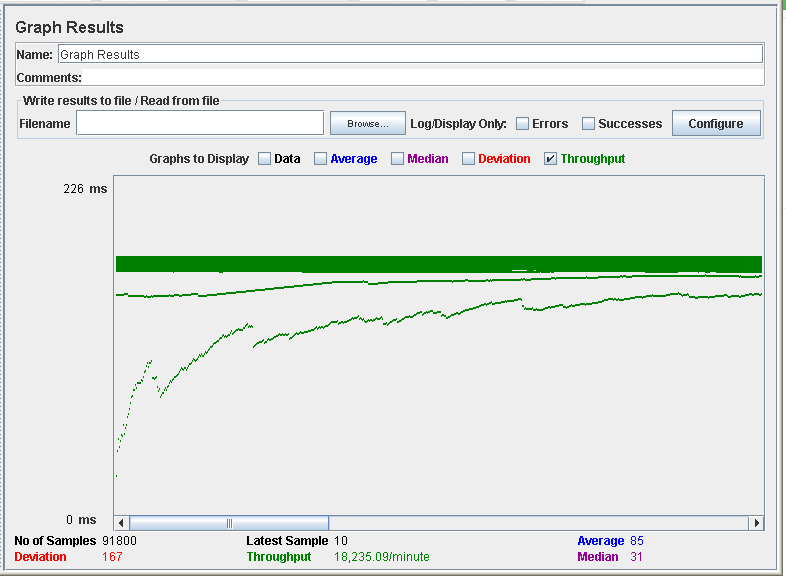 Graph Results
Name: Graph Results
Comments:
Write results to file / Read from file
Filename Browse... Log/Display Only: Errors Successes Configure
Graphs to Display Data Average Median Deviation Throughput
226 ms
0 ms
No of Samples 91800 Latest Sample 10 Average 85
Deviation 167 Throughput 18,235.09/minute Median 31